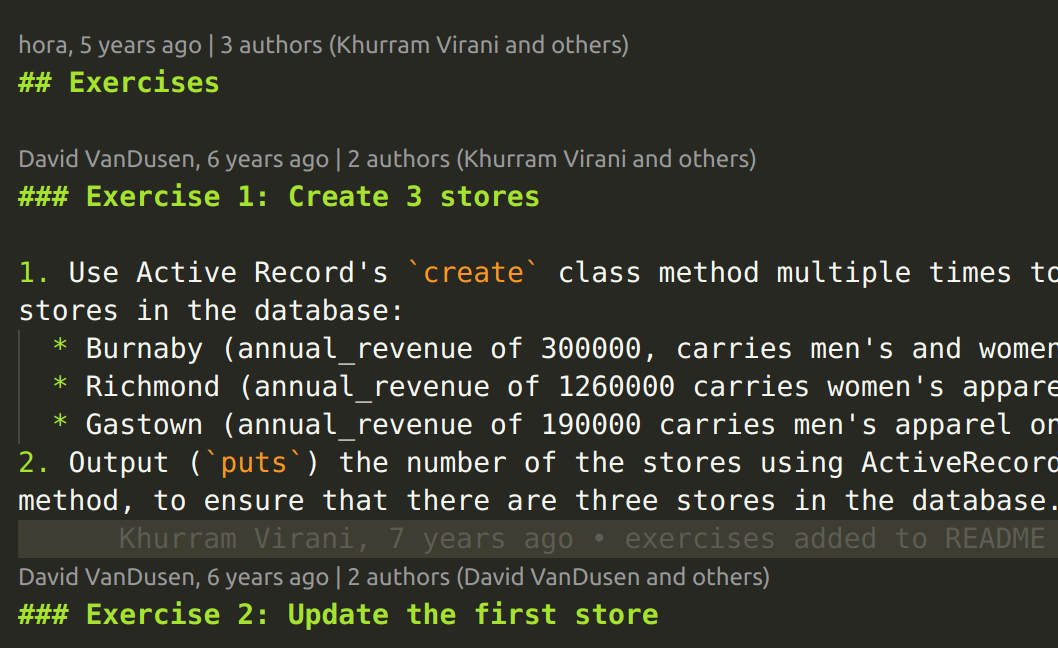 hora, 5 years ago | 3 authors (Khurram Virani and others)
## Exercises
David VanDusen, 6 years ago | 2 authors (Khurram Virani and others)
### Exercise 1: Create 3 stores
1. Use Active Record's `create` class method multiple times to
stores in the database:
* Burnaby (annual_revenue of 300000, carries men's and women
* Richmond (annual_revenue of 1260000 carries women's appare
* Gastown (annual_revenue of 190000 carries men's apparel on
2. Output (`puts`) the number of the stores using ActiveRecord
method, to ensure that there are three stores in the database.
Khurram Virani, 7 years ago • exercises added to README
David VanDusen, 6 years ago | 2 authors (David VanDusen and others)
### Exercise 2: Update the first store